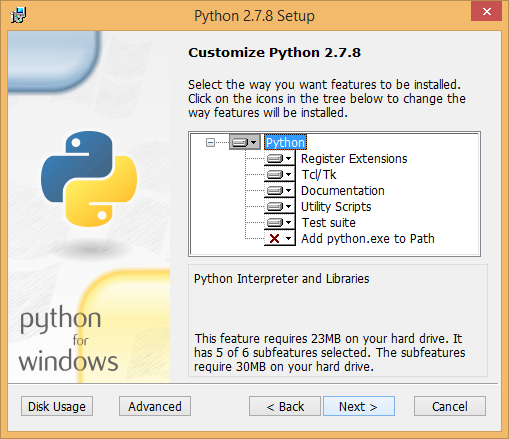 Python 2.7.8 Setup
Customize Python 2.7.8
Select the way you want features to be installed.
Click on the icons in the tree below to change the
way features will be installed.
Python
Register Extensions
Tcl/Tk
Documentation
Utility Scripts
Test suite
Add python.exe to Path
Python Interpreter and Libraries
This feature requires 23MB on your hard drive. It
has 5 of 6 subfeatures selected. The subfeatures
require 30MB on your hard drive.
python
for
windows
Disk Usage
Advanced
< Back
Next >
Cancel